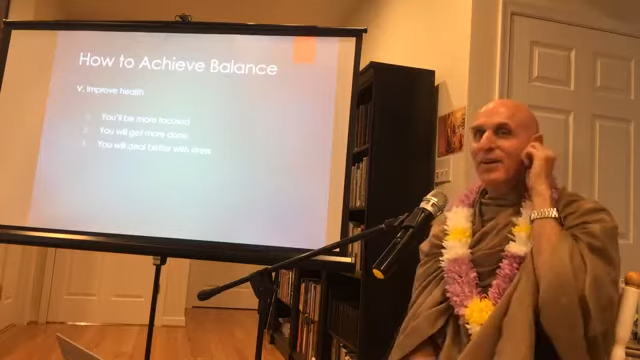 How to Achieve Balance
V. Improve health
1. You'll be more focused
2. You will get more done
3. You will deal better with stress